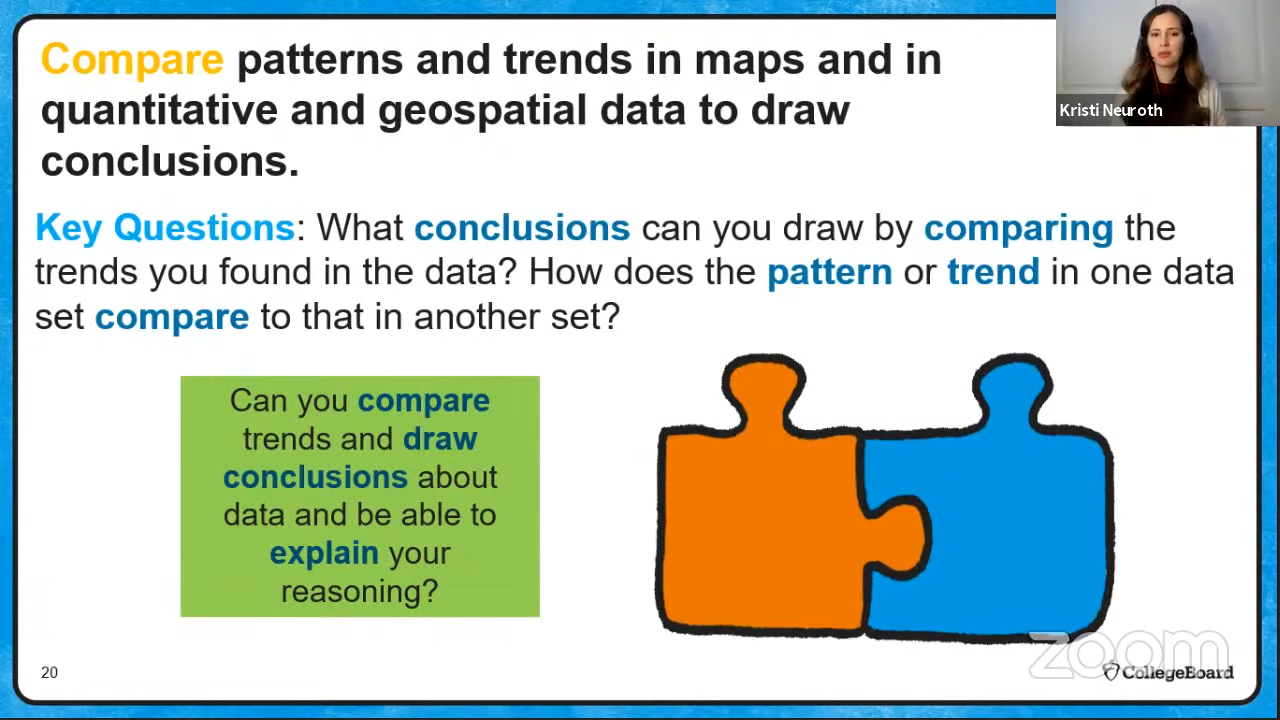 Compare patterns and trends in maps and in
quantitative and geospatial data to draw
conclusions.
Kristi Neuroth
Key Questions: What conclusions can you draw by comparing the
trends you found in the data? How does the pattern or trend in one data
set compare to that in another set?
Can you compare
trends and draw
conclusions about
data and be able to
explain your
reasoning?
20
zoom
CollegeBoard